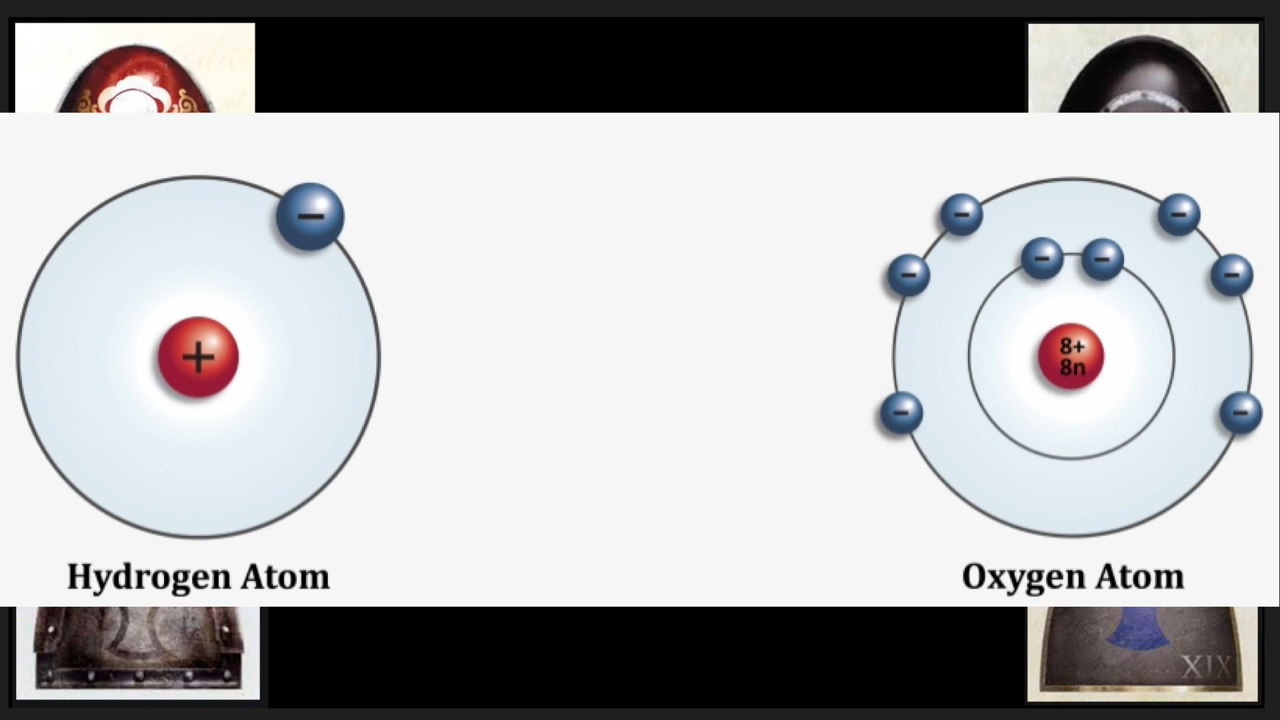 −
+
−
−
−
−
−
−
−
−
8+
8n
Hydrogen Atom
Oxygen Atom
XIX